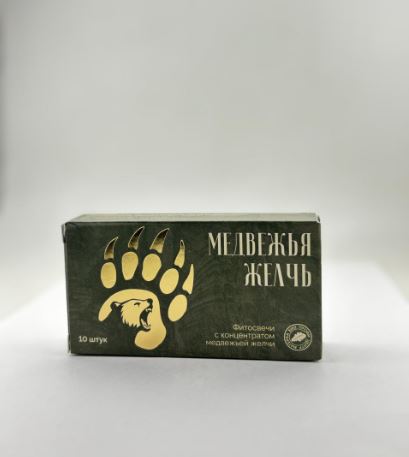 МЕДВЕЖЬЯ
ЖЕЛЧЬ
Фитосвечи
с концентратом
медвежьей желчи
10 штук